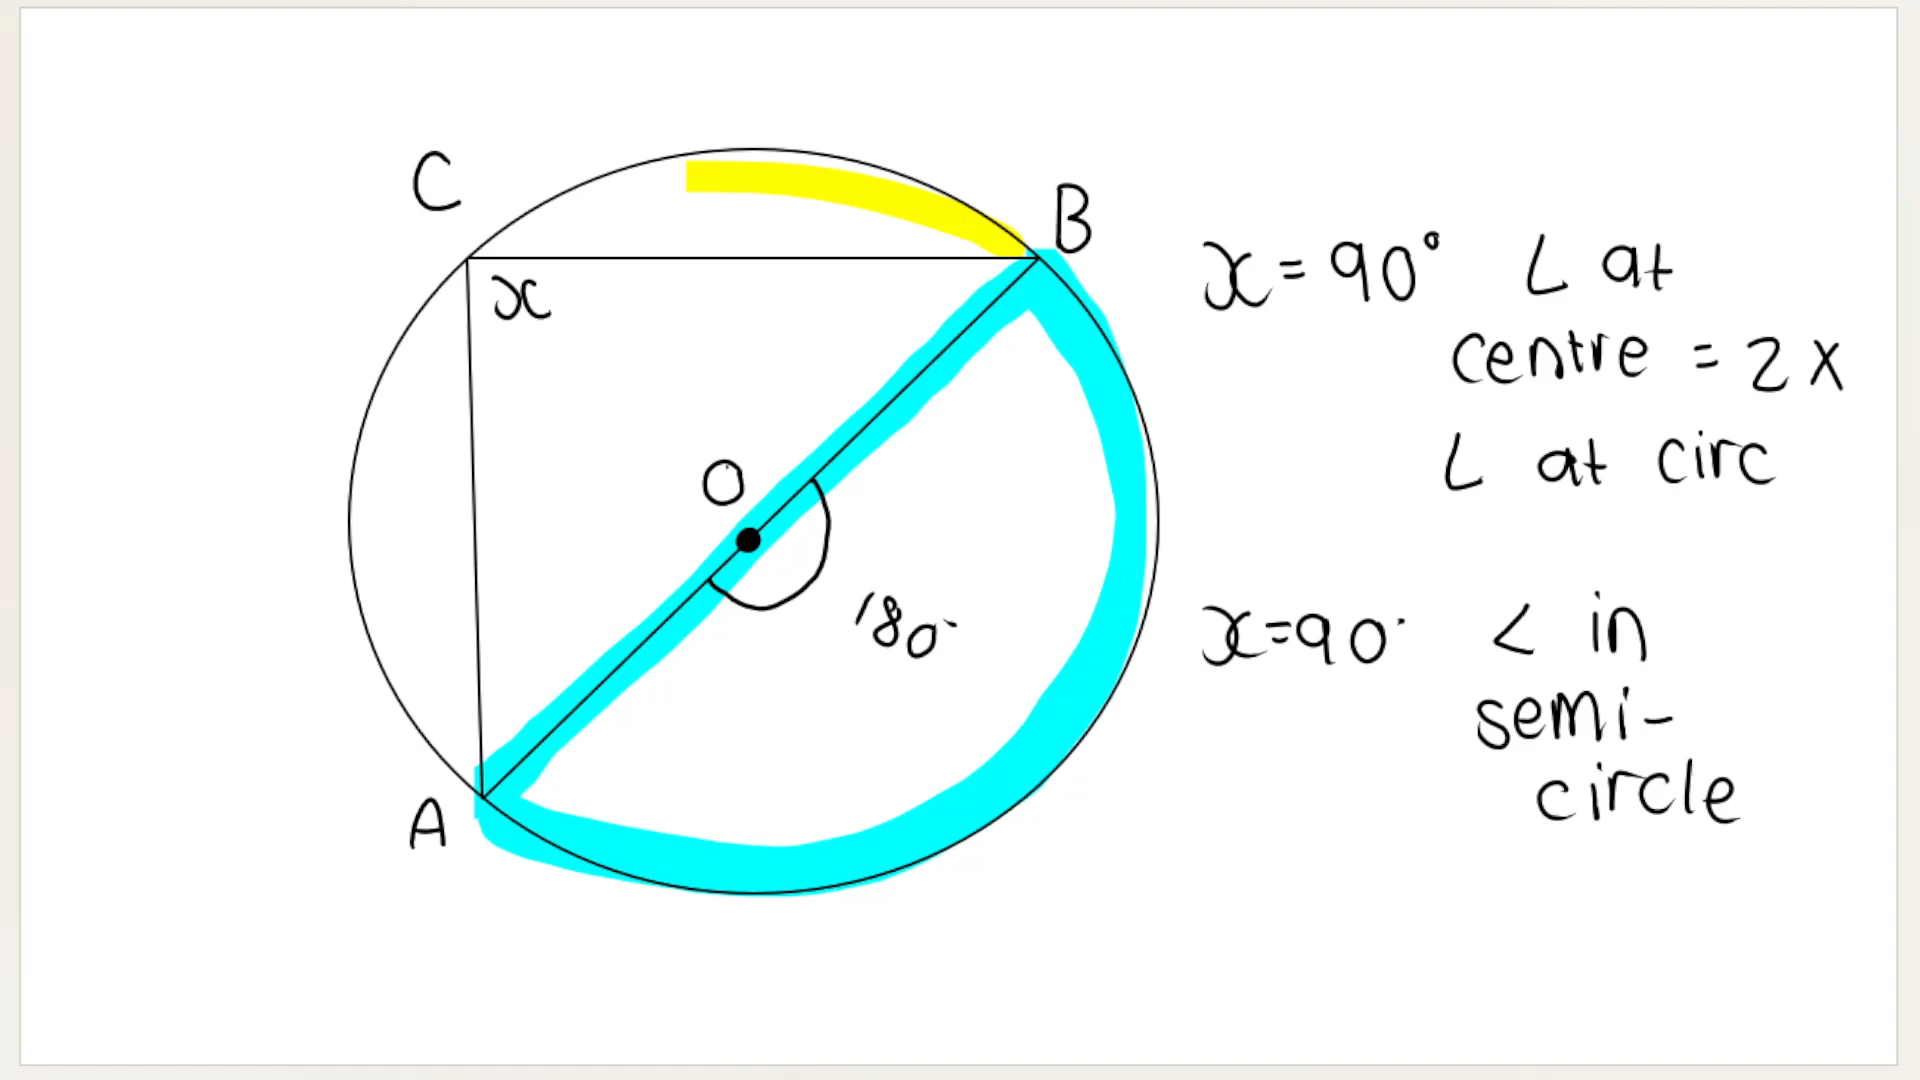 C
B
x
x = 90° ∠ at
centre = 2 x
∠ at circ
O
180°
x = 90° < in
semi-
circle
A